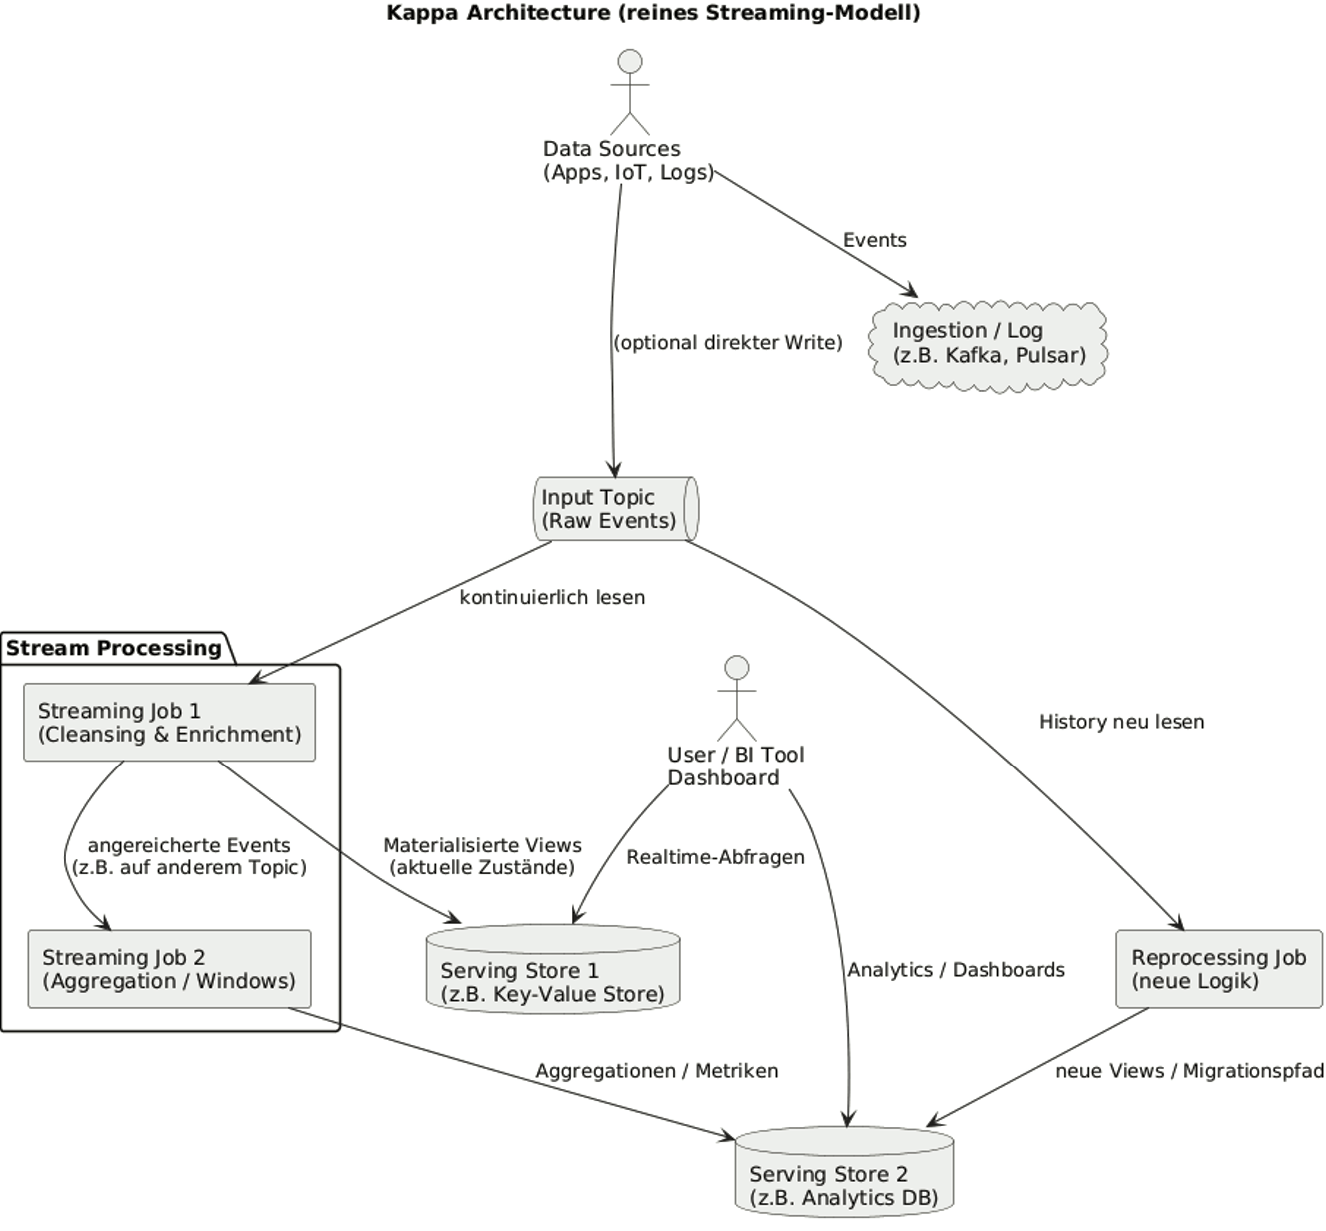 Kappa Architecture (reines Streaming-Modell)
Data Sources
(Apps, IoT, Logs)
Events
Ingestion / Log
(z.B. Kafka, Pulsar)
(optional direkter Write)
Input Topic
(Raw Events)
kontinuierlich lesen
Stream Processing
Streaming Job 1
(Cleansing & Enrichment)
History neu lesen
User / BI Tool
Dashboard
angereicherte Events
(z.B. auf anderem Topic)
Materialisierte Views
(aktuelle Zustände)
Realtime-Abfragen
Streaming Job 2
(Aggregation / Windows)
Serving Store 1
(z.B. Key-Value Store)
Analytics / Dashboards
Reprocessing Job
(neue Logik)
Aggregationen / Metriken
neue Views / Migrationspfad
Serving Store 2
(z.B. Analytics DB)